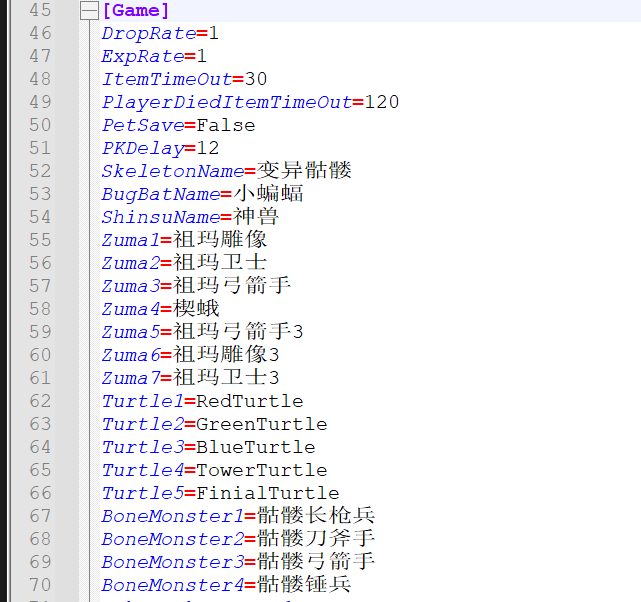 45 [Game]
46 DropRate=1
47 ExpRate=1
48 ItemTimeOut=30
49 PlayerDiedItemTimeOut=120
50 PetSave=False
51 PKDelay=12
52 SkeletonName=变异骷髅
53 BugBatName=小蝙蝠
54 ShinsuName=神兽
55 Zuma1=祖玛雕像
56 Zuma2=祖玛卫士
57 Zuma3=祖玛弓箭手
58 Zuma4=楔蛾
59 Zuma5=祖玛弓箭手3
60 Zuma6=祖玛雕像3
61 Zuma7=祖玛卫士3
62 Turtle1=RedTurtle
63 Turtle2=GreenTurtle
64 Turtle3=BlueTurtle
65 Turtle4=TowerTurtle
66 Turtle5=FinialTurtle
67 BoneMonster1=骷髅长枪兵
68 BoneMonster2=骷髅刀斧手
69 BoneMonster3=骷髅弓箭手
70 BoneMonster4=骷髅锤兵